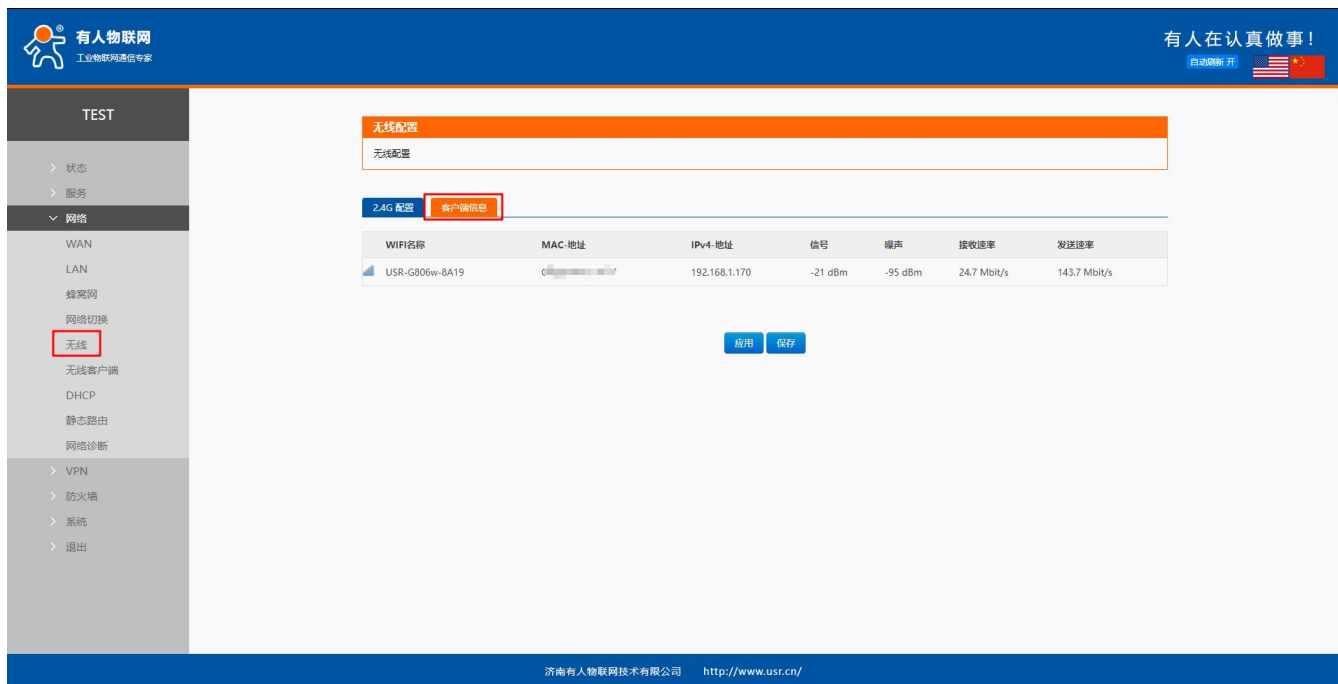 有人物联网
工业物联网通信专家
有人在认真做事！
自动刷新 开
TEST
无线配置
无线配置
状态
服务
网络
WAN
LAN
蜂窝网
网络切换
无线
无线客户端
DHCP
静态路由
网络诊断
VPN
防火墙
系统
退出
2.4G 配置 客户端信息
WIFI名称 MAC-地址 IPv4-地址 信号 噪声 接收速率 发送速率
USR-G806w-8A19 192.168.1.170 -21 dBm -95 dBm 24.7 Mbit/s 143.7 Mbit/s
应用 保存
济南有人物联网技术有限公司 http://www.usr.cn/